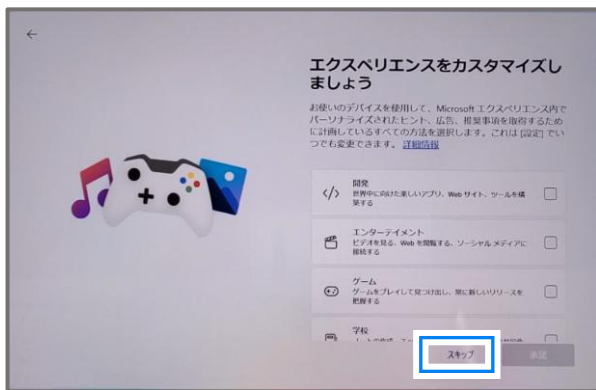 エクスペリエンスをカスタマイズし
ましょう
お使いのデバイスを使用して、Microsoft エクスペリエンス内で
パーソナライズされたヒント、広告、推奨事項を取得するため
に計画しているすべての方法を選択します。これは [設定] でい
つでも変更できます。 詳細情報
開発
世界中に向けた楽しいアプリ、Web サイト、ツールを構
築する
エンターテイメント
ビデオを見る、Web を閲覧する、ソーシャル メディアに
接続する
ゲーム
ゲームをプレイして見つけ出し、常に新しいリリースを
把握する
学校
スキップ
承諾